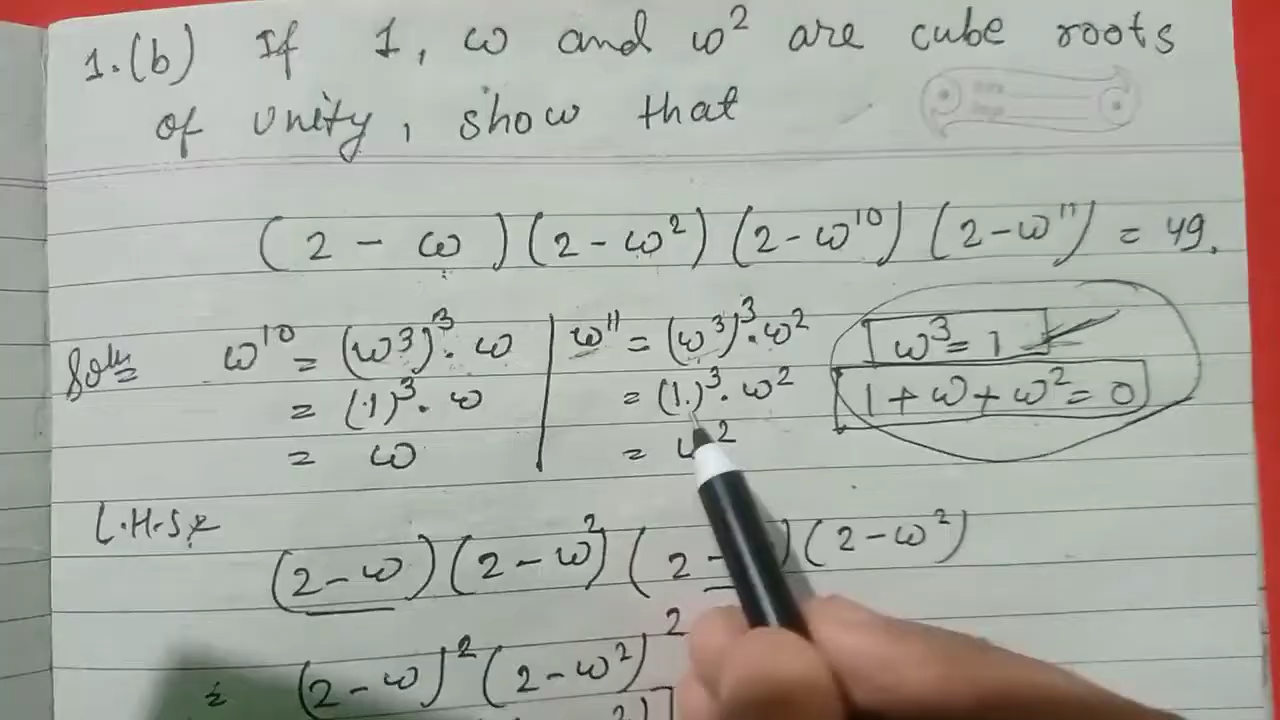 1.(b) If 1, ω and ω² are cube roots
of unity, show that
(2 - ω)(2 - ω²)(2 - ω¹⁰)(2 - ω¹¹) = 49.
Soln ω¹⁰ = (ω³)³. ω | ω¹¹ = (ω³)³. ω² ω³ = 1
= (1)³. ω = (1.)³. ω² 1 + ω + ω² = 0
= ω = ω²
L.H.S
(2 - ω)(2 - ω²)(2 - )(2 - ω²)
(2 - ω)²(2 - ω²)²